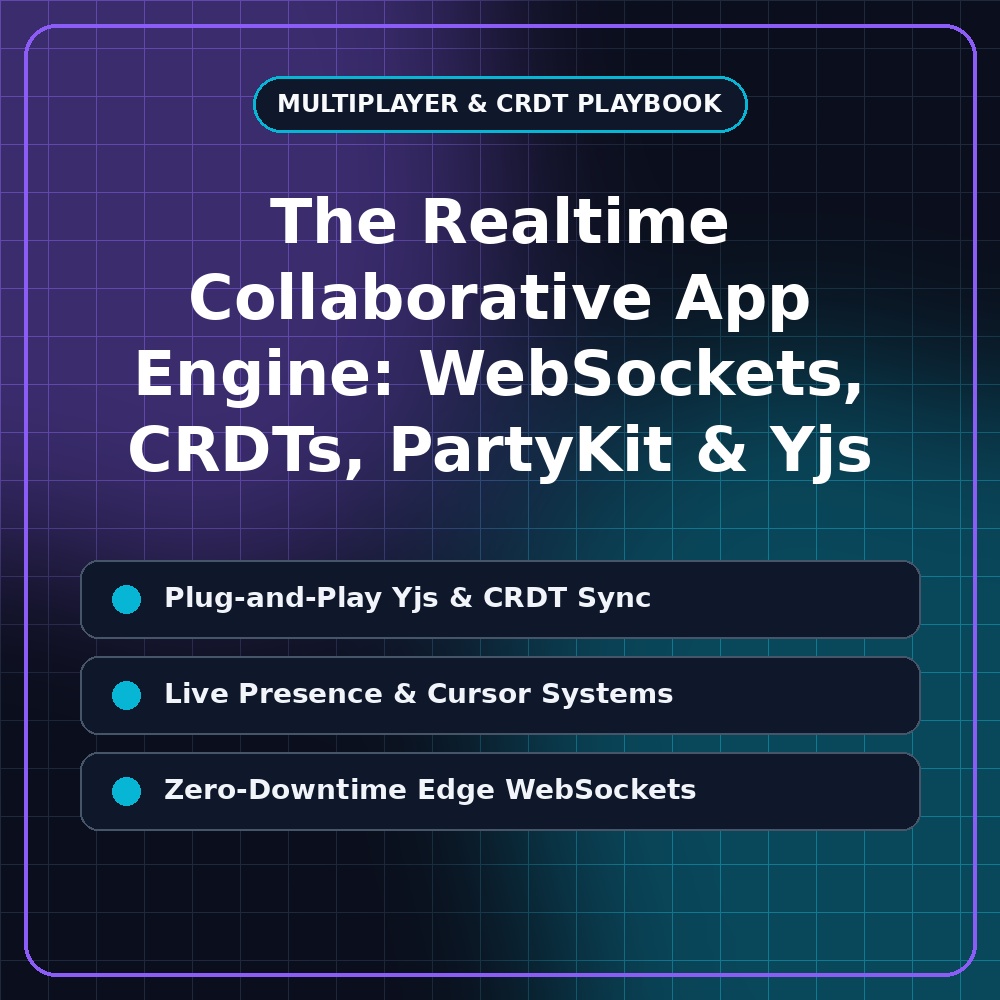 MULTIPLAYER & CRDT PLAYBOOK
The Realtime
Collaborative App
Engine: WebSockets,
CRDTs, PartyKit & Yjs
Plug-and-Play Yjs & CRDT Sync
Live Presence & Cursor Systems
Zero-Downtime Edge WebSockets